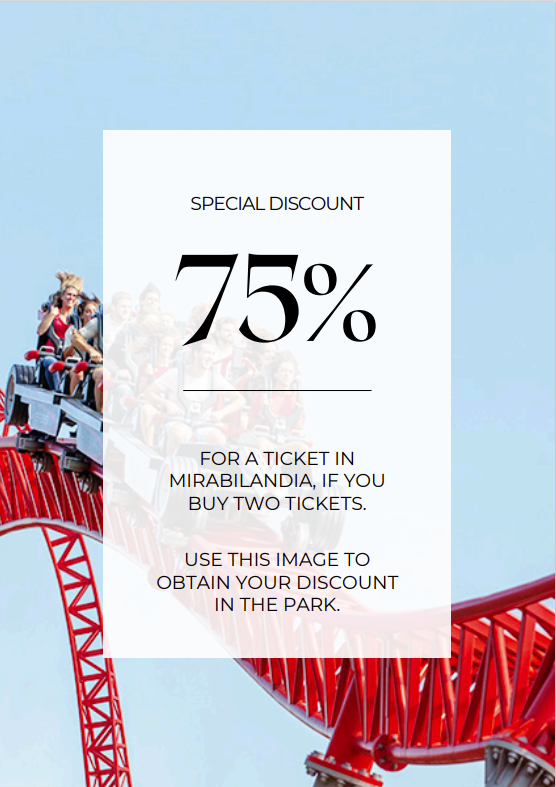 SPECIAL DISCOUNT
75%
FOR A TICKET IN
MIRABILANDIA, IF YOU
BUY TWO TICKETS.
USE THIS IMAGE TO
OBTAIN YOUR DISCOUNT
IN THE PARK.